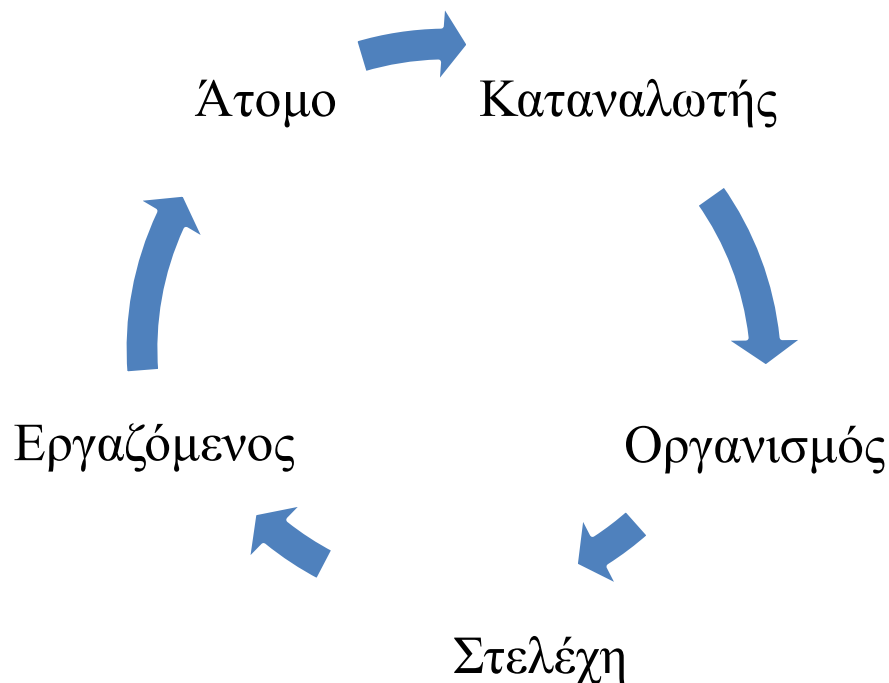 Άτομο
Καταναλωτής
Οργανισμός
Στελέχη
Εργαζόμενος